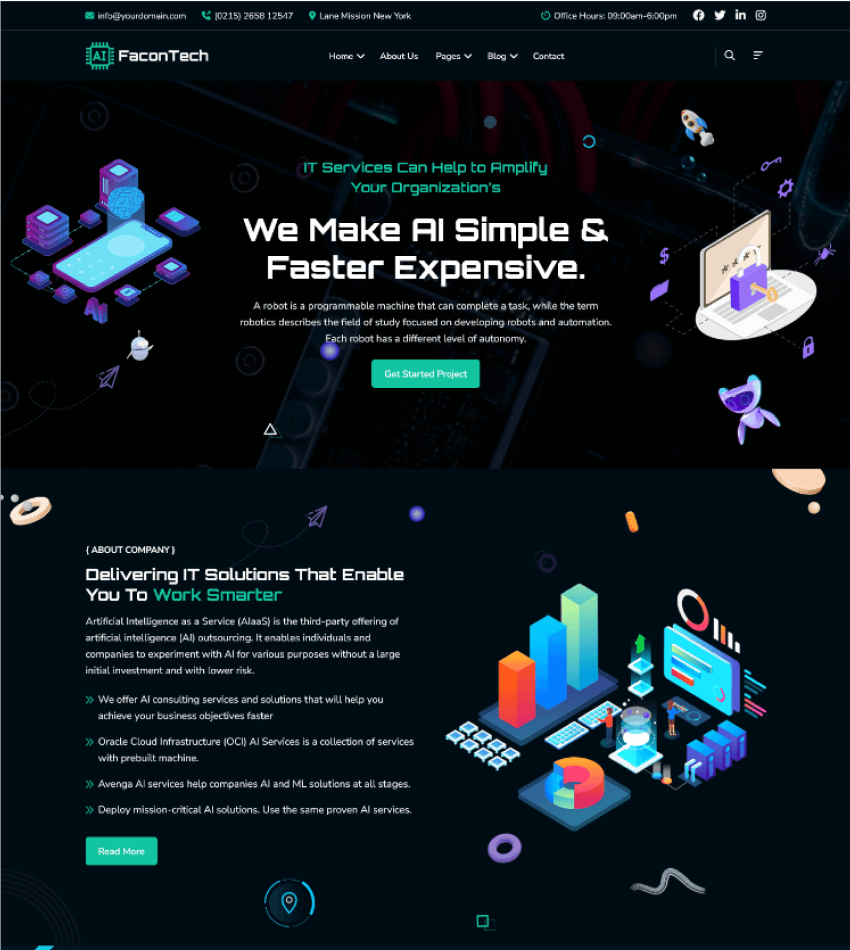 info@yourdomain.com (0215) 2658 12547 Lane Mission New York Office Hours: 09:00am-6:00pm
AI FaconTech Home About Us Pages Blog Contact
IT Services Can Help to Amplify
Your Organization's
We Make AI Simple &
Faster Expensive.
A robot is a programmable machine that can complete a task, while the term
robotics describes the field of study focused on developing robots and automation.
Each robot has a different level of autonomy.
Get Started Project
AI
$
****
{ ABOUT COMPANY }
Delivering IT Solutions That Enable
You To Work Smarter
Artificial Intelligence as a Service (AIaaS) is the third-party offering of
artificial intelligence (AI) outsourcing. It enables individuals and
companies to experiment with AI for various purposes without a large
initial investment and with lower risk.
We offer AI consulting services and solutions that will help you
achieve your business objectives faster
Oracle Cloud Infrastructure (OCI) AI Services is a collection of services
with prebuilt machine.
Avenga AI services help companies AI and ML solutions at all stages.
Deploy mission-critical AI solutions. Use the same proven AI services.
Read More